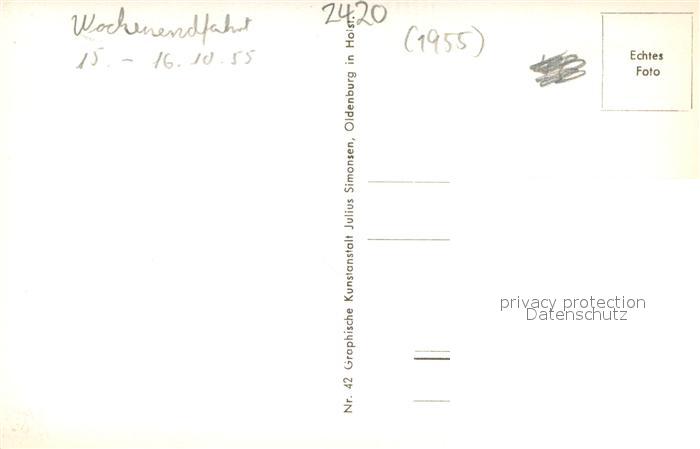 Wochenendfahrt
15. - 16.10.55
2420
(1955)
Echtes
Foto
Nr. 42 Graphische Kunstanstalt Julius Simonsen, Oldenburg in Holst.
privacy protection
Datenschutz